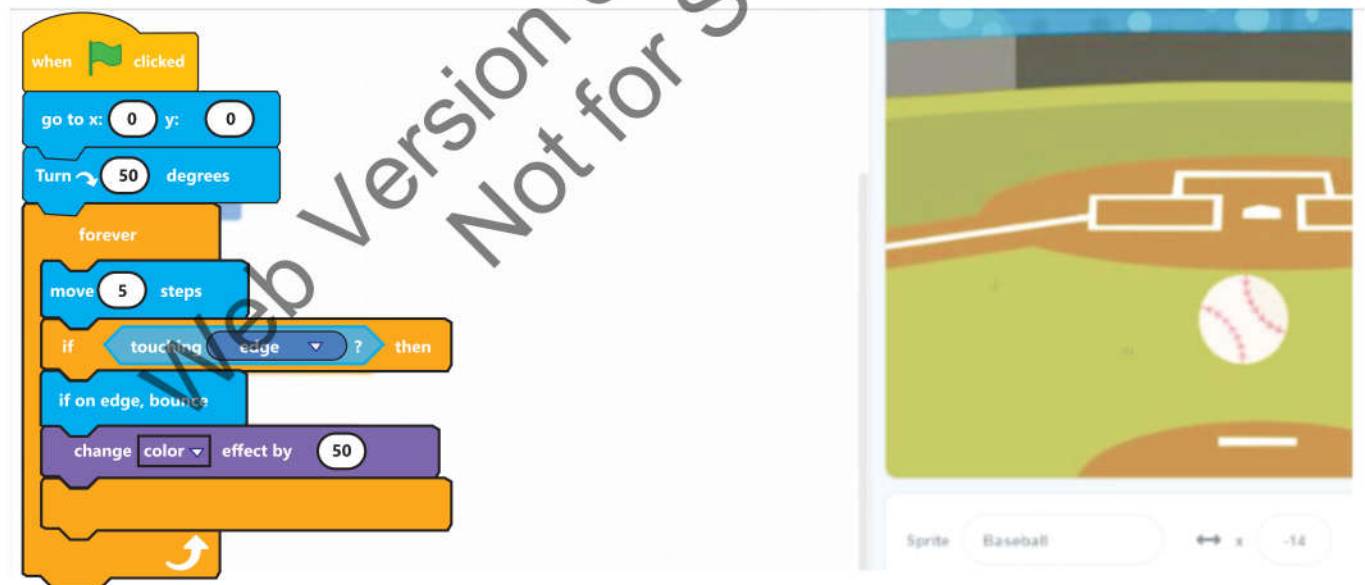 when clicked
go to x: 0 y: 0
Turn 50 degrees
forever
move 5 steps
if touching edge ? then
if on edge, bounce
change color effect by 50
Web Version
Not for S
Sprite Baseball x -14